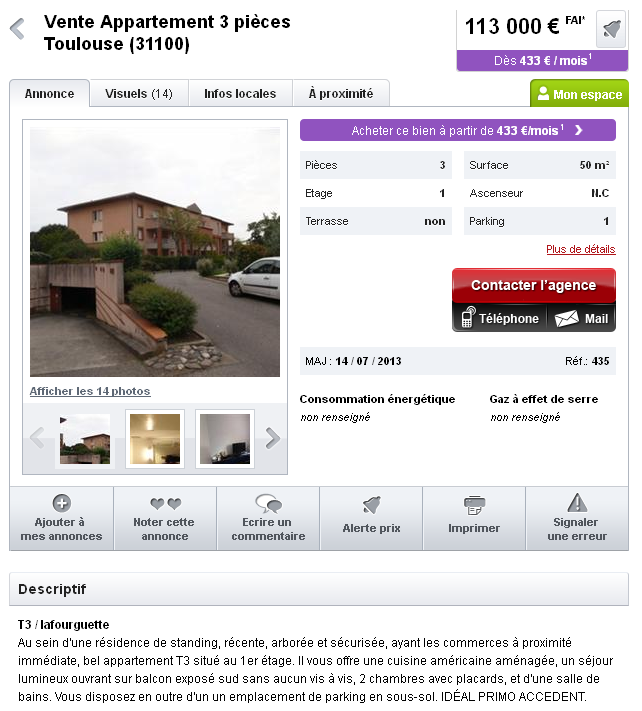 Vente Appartement 3 pièces
Toulouse (31100)
113 000 € FAI*
Dès 433 € / mois 1
Annonce
Visuels (14)
Infos locales
À proximité
Mon espace
Acheter ce bien à partir de 433 €/mois 1
Pièces 3
Surface 50 m²
Etage 1
Ascenseur N.C
Terrasse non
Parking 1
Plus de détails
Contacter l'agence
Téléphone
Mail
MAJ : 14 / 07 / 2013
Réf.: 435
Afficher les 14 photos
Consommation énergétique
non renseigné
Gaz à effet de serre
non renseigné
Ajouter à
mes annonces
Noter cette
annonce
Ecrire un
commentaire
Alerte prix
Imprimer
Signaler
une erreur
Descriptif
T3 / lafourguette
Au sein d'une résidence de standing, récente, arborée et sécurisée, ayant les commerces à proximité
immédiate, bel appartement T3 situé au 1er étage. Il vous offre une cuisine américaine aménagée, un séjour
lumineux ouvrant sur balcon exposé sud sans aucun vis à vis, 2 chambres avec placards, et d'une salle de
bains. Vous disposez en outre d'un un emplacement de parking en sous-sol. IDÉAL PRIMO ACCEDENT.